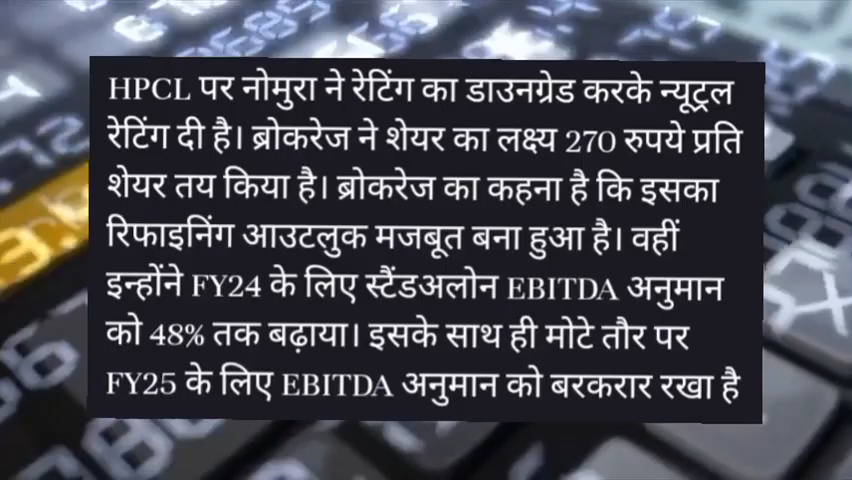 HPCL पर नोमुरा ने रेटिंग का डाउनग्रेड करके न्यूट्रल
रेटिंग दी है। ब्रोकरेज ने शेयर का लक्ष्य 270 रुपये प्रति
शेयर तय किया है। ब्रोकरेज का कहना है कि इसका
रिफाइनिंग आउटलुक मजबूत बना हुआ है। वहीं
इन्होंने FY24 के लिए स्टैंडअलोन EBITDA अनुमान
को 48% तक बढ़ाया। इसके साथ ही मोटे तौर पर
FY25 के लिए EBITDA अनुमान को बरकरार रखा है